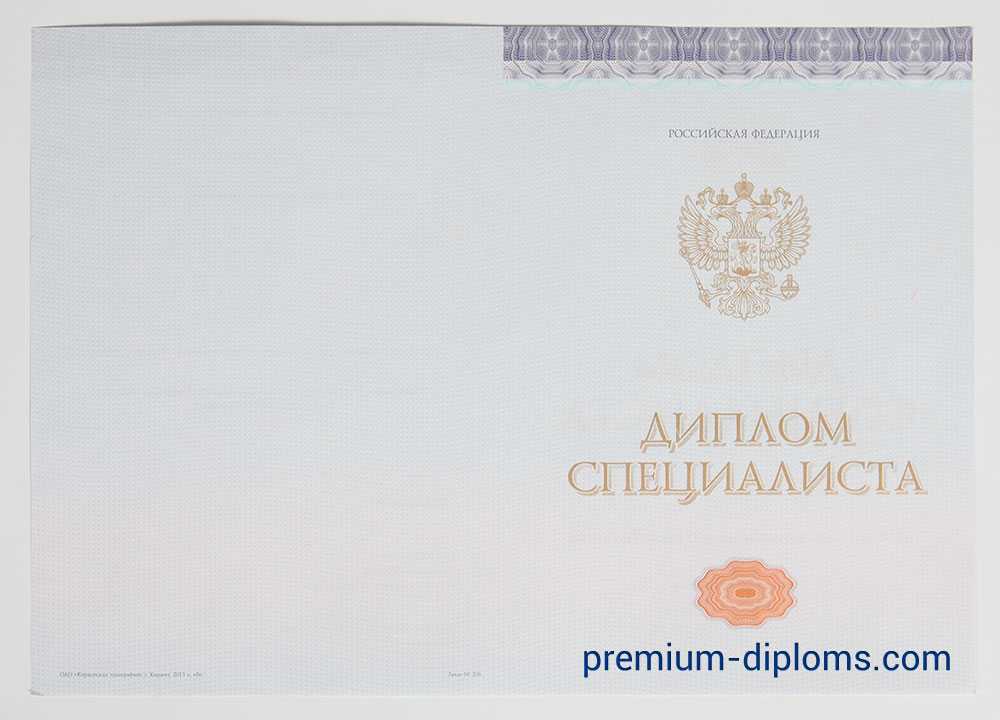 РОССИЙСКАЯ ФЕДЕРАЦИЯ
ДИПЛОМ
СПЕЦИАЛИСТА
premium-diploms.com